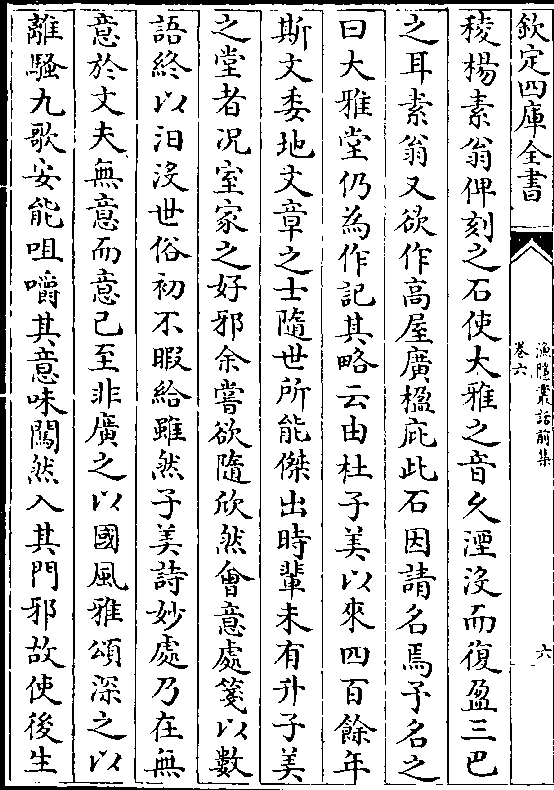 欽定四庫全書
漁隠叢話前集
卷六
六
稜楊素翁俾刻之石使大雅之音乆湮沒而復盈三巴
之耳素翁又欲作高屋廣楹庇此石因請名焉予名之
曰大雅堂仍為作記其略云由杜子美以來四百餘年
斯文委地文章之士隨世所能傑出時輩未有升子美
之堂者况室家之好邪余嘗欲隨欣然㑹意處箋以數
語終以汨沒世俗初不暇給雖然子美詩妙處乃在無
意於文夫無意而意已至非廣之以國風雅頌深之以
離騷九歌安能咀嚼其意味闖然入其門邪故使後生